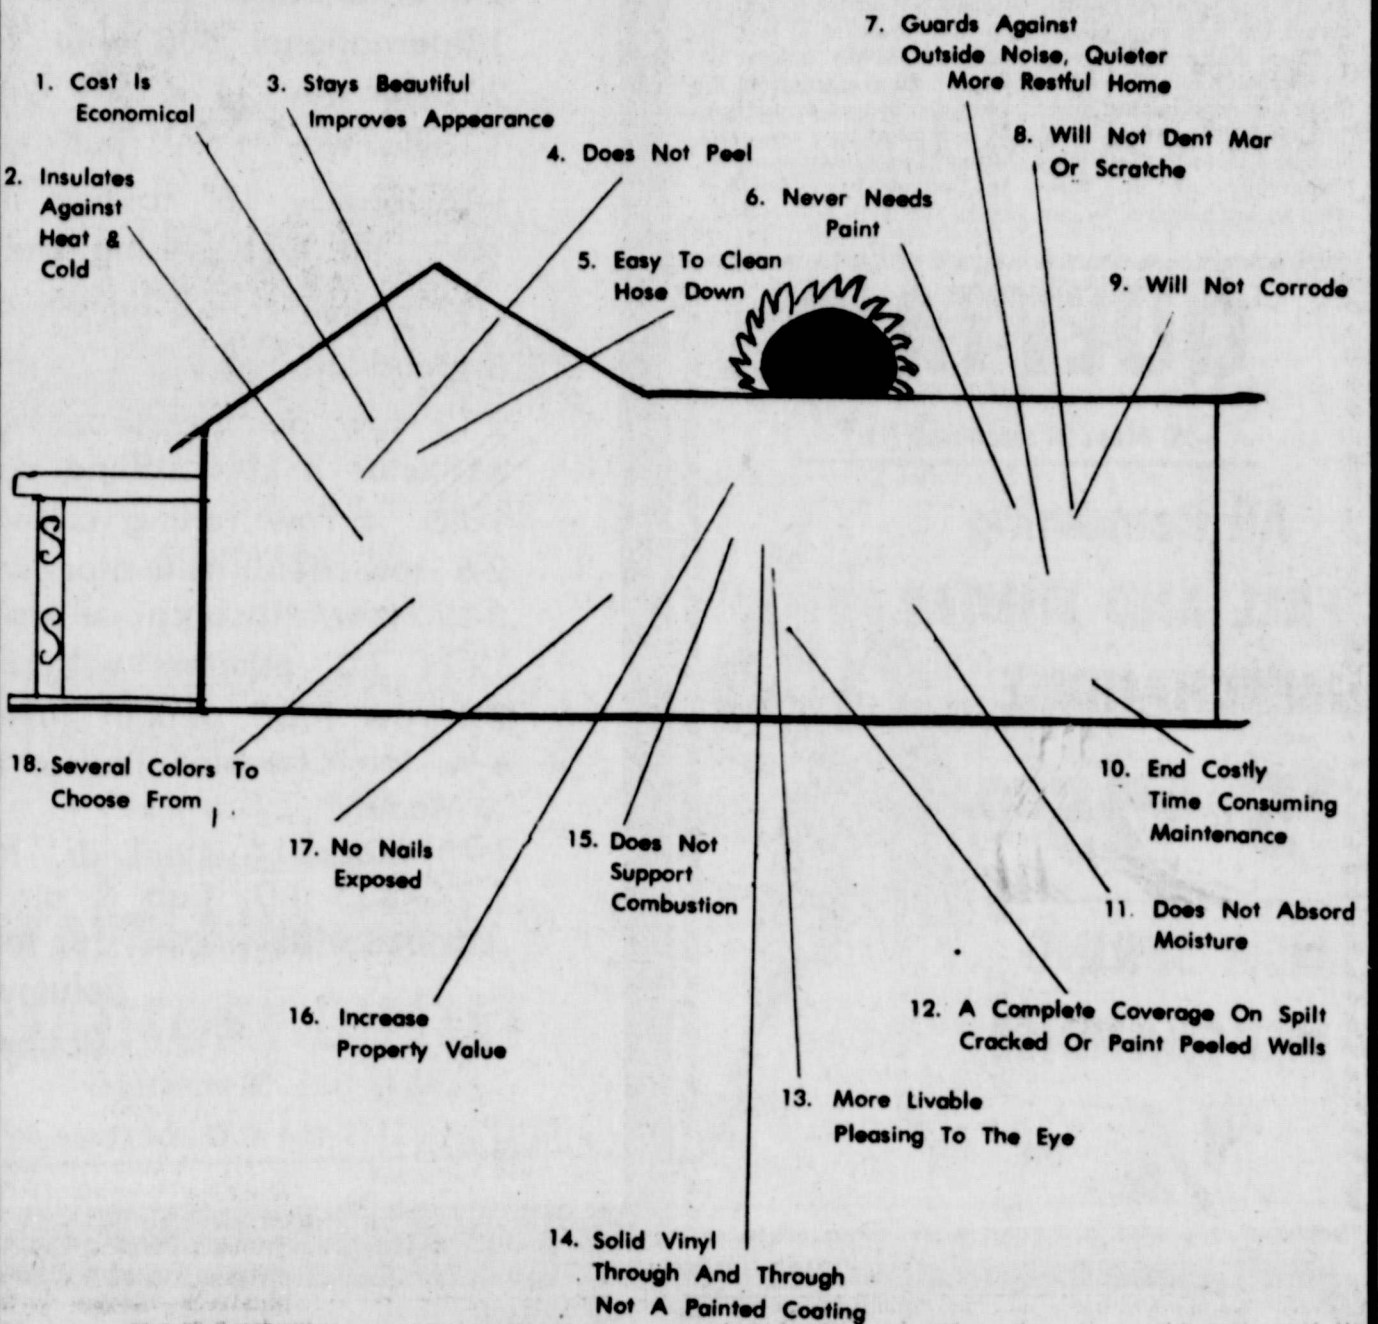 1. Cost Is
Economical
2. Insulates
Against
Heat &
Cold
3. Stays Beautiful
Improves Appearance
4. Does Not Peel
5. Easy To Clean
Hose Down
6. Never Needs
Paint
7. Guards Against
Outside Noise, Quieter
More Restful Home
8. Will Not Dent Mar
Or Scratche
9. Will Not Corrode
10. End Costly
Time Consuming
Maintenance
11. Does Not Absord
Moisture
12. A Complete Coverage On Spilt
Cracked Or Paint Peeled Walls
13. More Livable
Pleasing To The Eye
14. Solid Vinyl
Through And Through
Not A Painted Coating
15. Does Not
Support
Combustion
16. Increase
Property Value
17. No Nails
Exposed
18. Several Colors To
Choose From